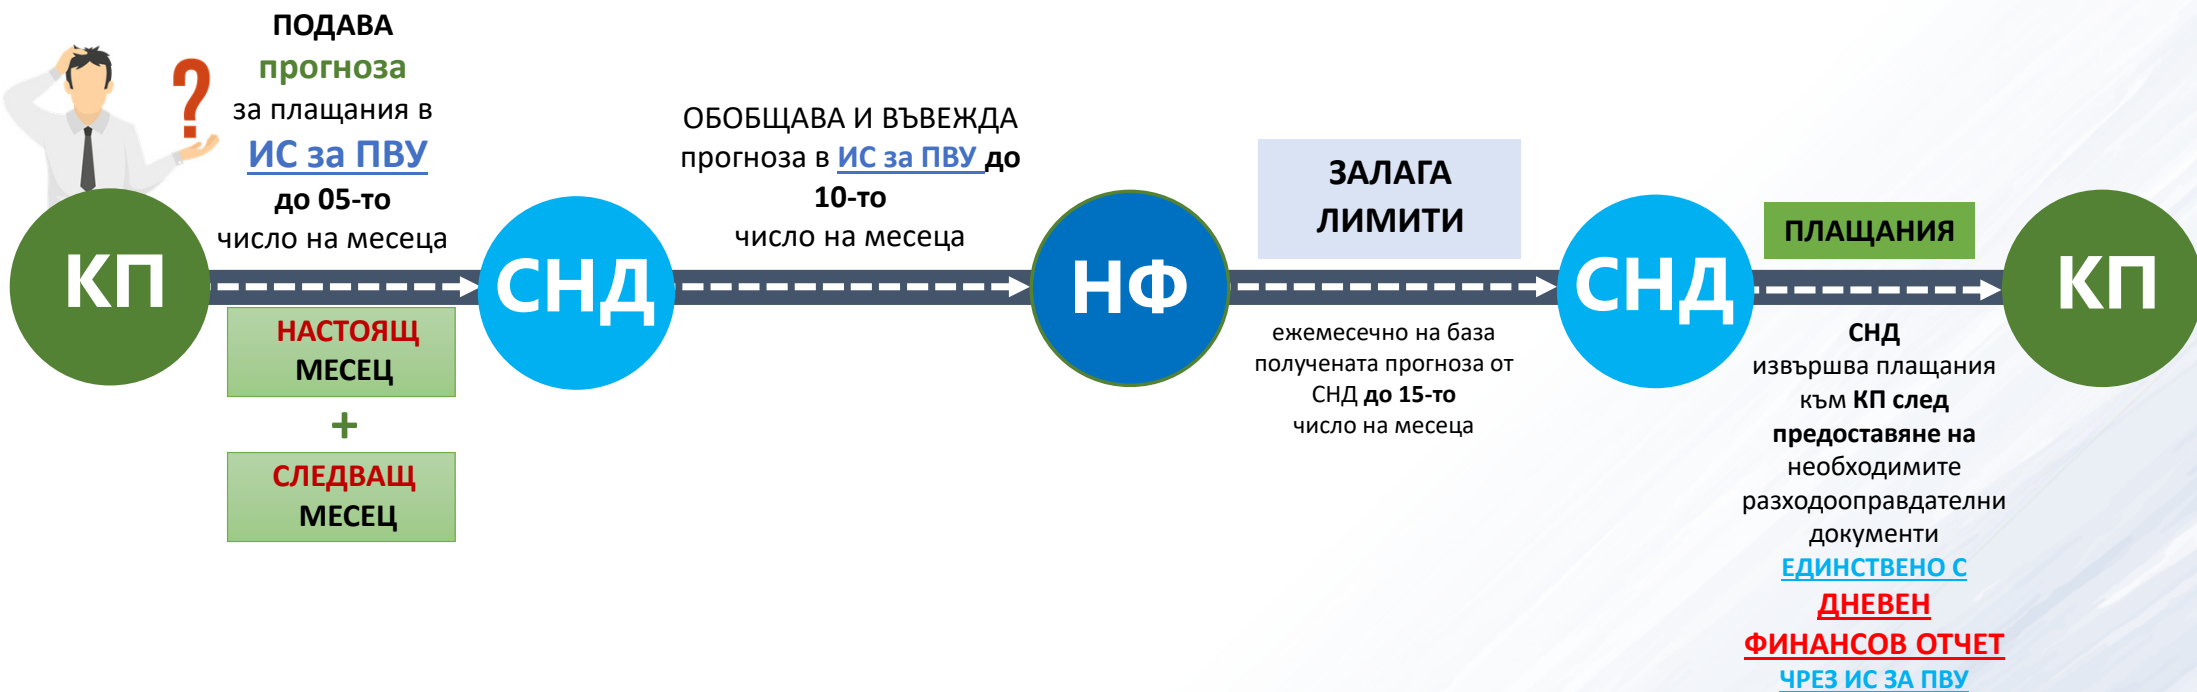 ПОДАВА
прогноза
за плащания в
ИС за ПВУ
до 05-то
число на месеца
?
КП
НАСТОЯЩ
МЕСЕЦ
+
СЛЕДВАЩ
МЕСЕЦ
СНД
ОБОБЩАВА И ВЪВЕЖДА
прогноза в ИС за ПВУ до
10-то
число на месеца
НФ
ЗАЛАГА
ЛИМИТИ
ежемесечно на база
получената прогноза от
СНД до 15-то
число на месеца
СНД
ПЛАЩАНИЯ
СНД
извършва плащания
към КП след
предоставяне на
необходимите
разходооправдателни
документи
ЕДИНСТВЕНО С
ДНЕВЕН
ФИНАНСОВ ОТЧЕТ
ЧРЕЗ ИС ЗА ПВУ
КП